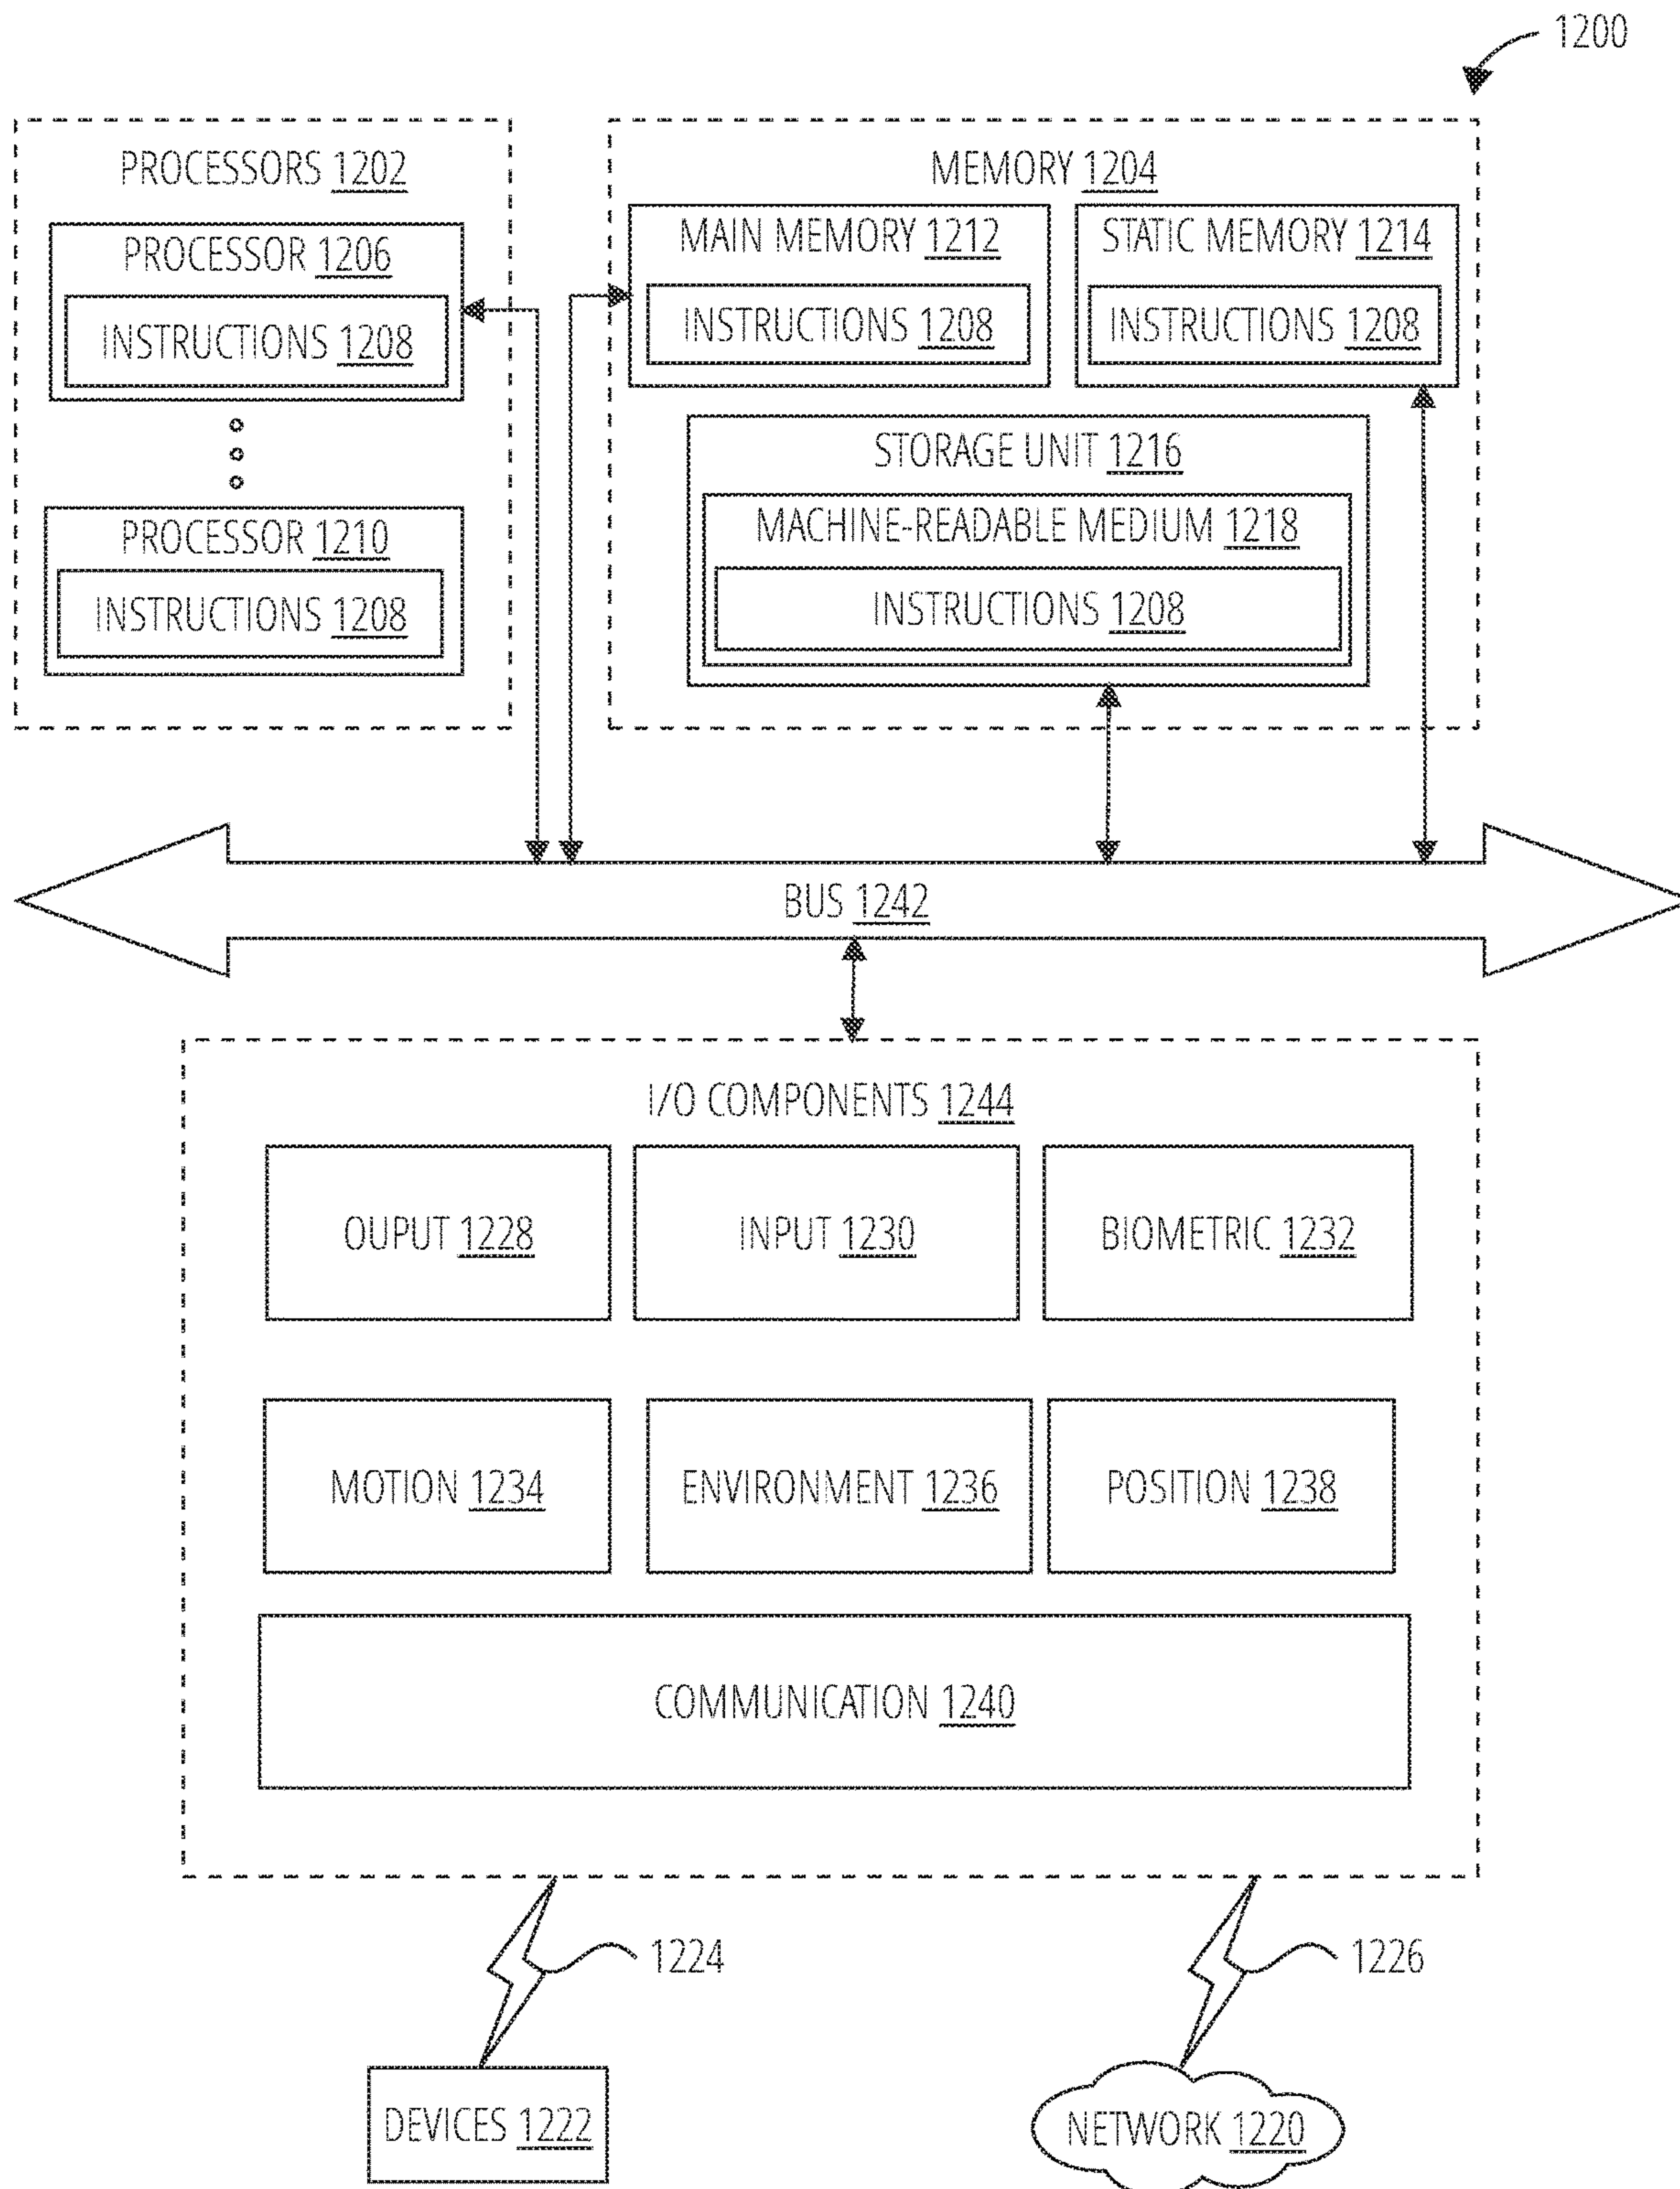 1200
PROCESSORS 1202
PROCESSOR 1206
INSTRUCTIONS 1208
PROCESSOR 1210
INSTRUCTIONS 1208
MEMORY 1204
MAIN MEMORY 1212
INSTRUCTIONS 1208
STATIC MEMORY 1214
INSTRUCTIONS 1208
STORAGE UNIT 1216
MACHINE-READABLE MEDIUM 1218
INSTRUCTIONS 1208
BUS 1242
I/O COMPONENTS 1244
OUPUT 1228
INPUT 1230
BIOMETRIC 1232
MOTION 1234
ENVIRONMENT 1236
POSITION 1238
COMMUNICATION 1240
1224
1226
DEVICES 1222
NETWORK 1220